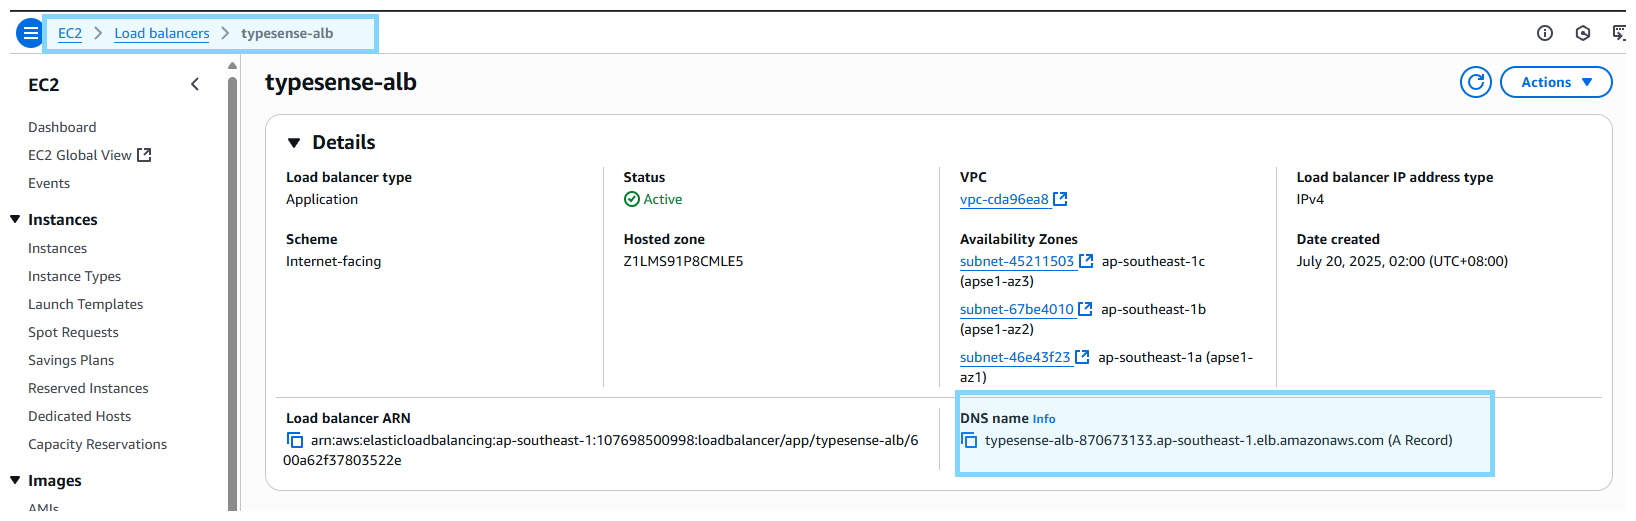 EC2 > Load balancers > typesense-alb
EC2
Dashboard
EC2 Global View
Events
Instances
Instances
Instance Types
Launch Templates
Spot Requests
Savings Plans
Reserved Instances
Dedicated Hosts
Capacity Reservations
Images
AMIs
typesense-alb
Actions
Details
Load balancer type
Application
Status
Active
VPC
vpc-cda96ea8
Load balancer IP address type
IPv4
Scheme
Internet-facing
Hosted zone
Z1LMS91P8CMLE5
Availability Zones
subnet-45211503 ap-southeast-1c
(apse1-az3)
subnet-67be4010 ap-southeast-1b
(apse1-az2)
subnet-46e43f23 ap-southeast-1a (apse1-
az1)
Date created
July 20, 2025, 02:00 (UTC+08:00)
Load balancer ARN
arn:aws:elasticloadbalancing:ap-southeast-1:107698500998:loadbalancer/app/typesense-alb/6
00a62f37803522e
DNS name Info
typesense-alb-870673133.ap-southeast-1.elb.amazonaws.com (A Record)